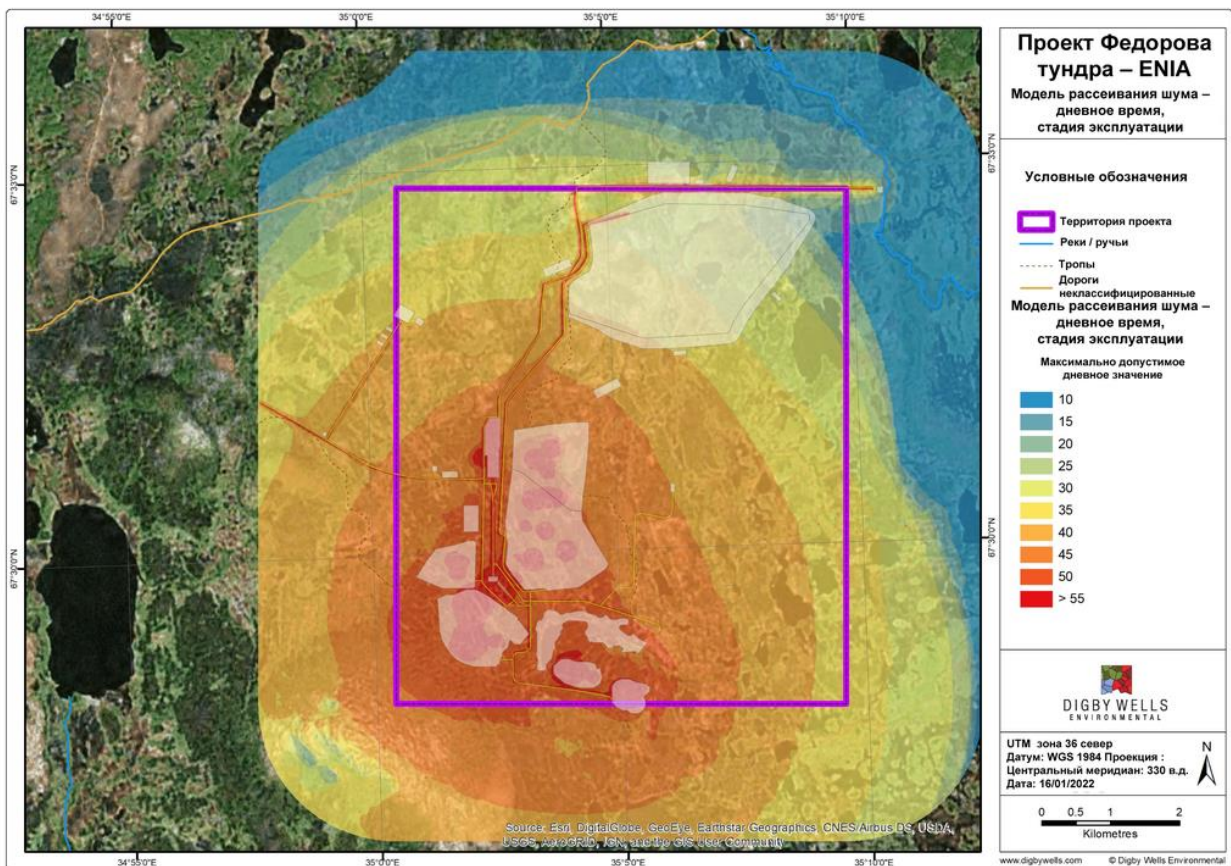 34°55'0"E 35°0'0"E 35°5'0"E 35°10'0"E
67°33'0"N
67°30'0"N
67°33'0"N
67°30'0"N
34°55'0"E 35°0'0"E 35°5'0"E 35°10'0"E
Source: Esri, DigitalGlobe, GeoEye, Earthstar Geographics, CNES/Airbus DS, USDA,
USGS, AeroGRID, IGN, and the GIS User Community
Проект Федорова
тундра – ENIA
Модель рассеивания шума –
дневное время,
стадия эксплуатации
Условные обозначения
Территория проекта
Реки / ручьи
Тропы
Дороги
неклассифицированные
Модель рассеивания шума –
дневное время,
стадия эксплуатации
Максимально допустимое
дневное значение
10
15
20
25
30
35
40
45
50
> 55
DIGBY WELLS
ENVIRONMENTAL
UTM зона 36 север
Датум: WGS 1984 Проекция :
Центральный меридиан: 330 в.д.
Дата: 16/01/2022
N
0 0.5 1 2
Kilometres
www.digbywells.com © Digby Wells Environmental